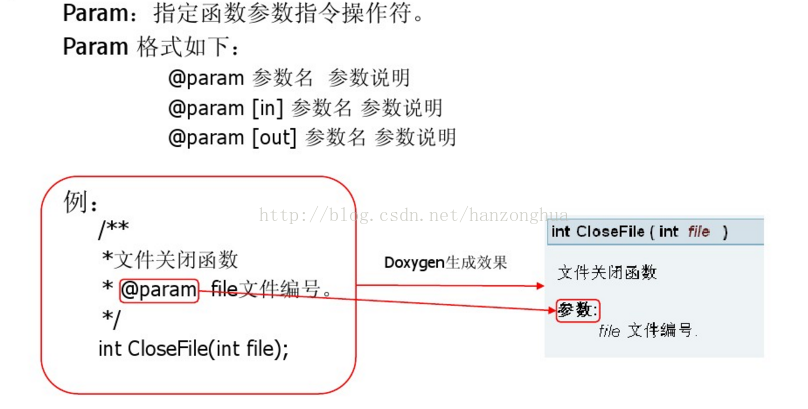 Param：指定函数参数指令操作符。
Param 格式如下：
@param 参数名 参数说明
@param [in] 参数名 参数说明
@param [out] 参数名 参数说明
例：
/**
*文件关闭函数
* @param file文件编号。
*/
int CloseFile(int file);
http://blog.csdn.net/hanzonghua
Doxygen生成效果
int CloseFile ( int file )
文件关闭函数
参数:
file 文件编号.